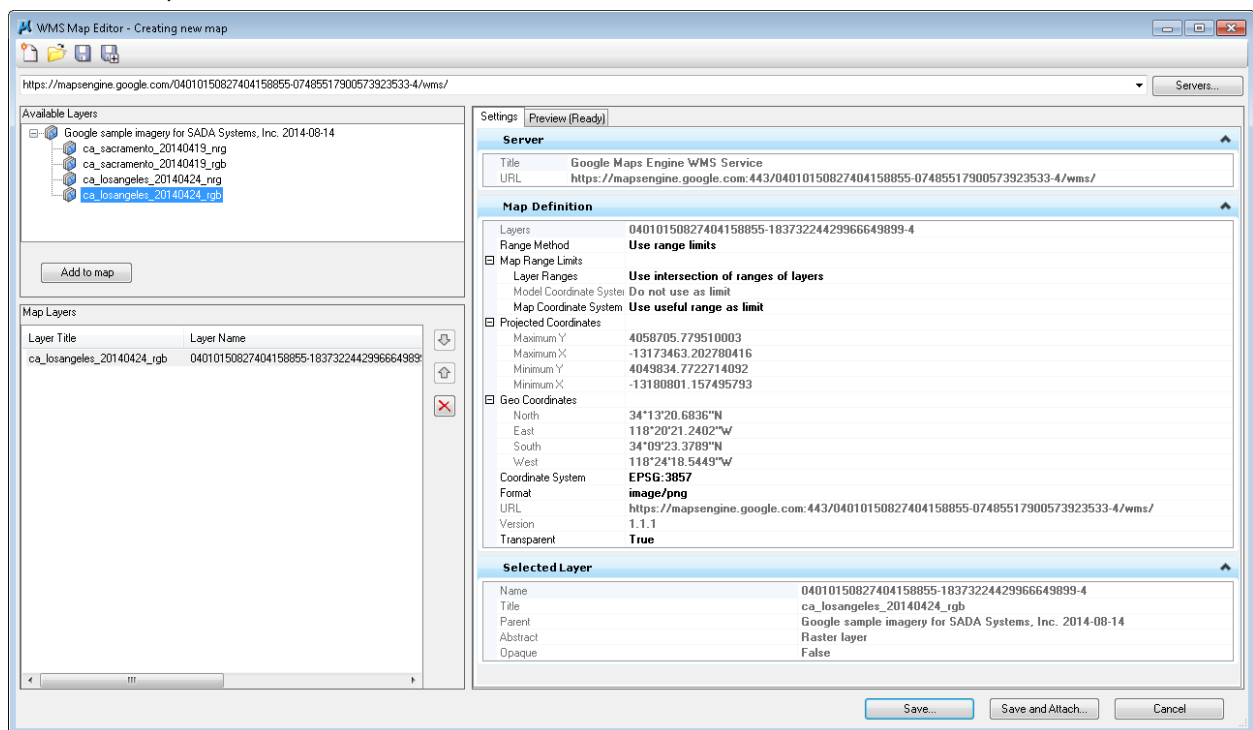 WMS Map Editor - Creating new map
https://mapsengine.google.com/04010150827404158855-07485517900573923533-4/wms/
Servers...
Available Layers
Google sample imagery for SADA Systems, Inc. 2014-08-14
ca_sacramento_20140419_nrg
ca_sacramento_20140419_rgb
ca_losangeles_20140424_nrg
ca_losangeles_20140424_rgb
Add to map
Map Layers
Layer Title Layer Name
ca_losangeles_20140424_rgb 04010150827404158855-1837322442996664989
Settings Preview (Ready)
Server
Title Google Maps Engine WMS Service
URL https://mapsengine.google.com:443/04010150827404158855-07485517900573923533-4/wms/
Map Definition
Layers 04010150827404158855-18373224429966649899-4
Range Method Use range limits
Map Range Limits
Layer Ranges Use intersection of ranges of layers
Model Coordinate System Do not use as limit
Map Coordinate System Use useful range as limit
Projected Coordinates
Maximum Y 4058705.779510003
Maximum X -13173463.202780416
Minimum Y 4049834.7722714092
Minimum X -13180801.157495793
Geo Coordinates
North 34°13'20.6836"N
East 118°20'21.2402"W
South 34°09'23.3789"N
West 118°24'18.5449"W
Coordinate System EPSG:3857
Format image/png
URL https://mapsengine.google.com:443/04010150827404158855-07485517900573923533-4/wms/
Version 1.1.1
Transparent True
Selected Layer
Name 04010150827404158855-18373224429966649899-4
Title ca_losangeles_20140424_rgb
Parent Google sample imagery for SADA Systems, Inc. 2014-08-14
Abstract Raster layer
Opaque False
Save... Save and Attach... Cancel